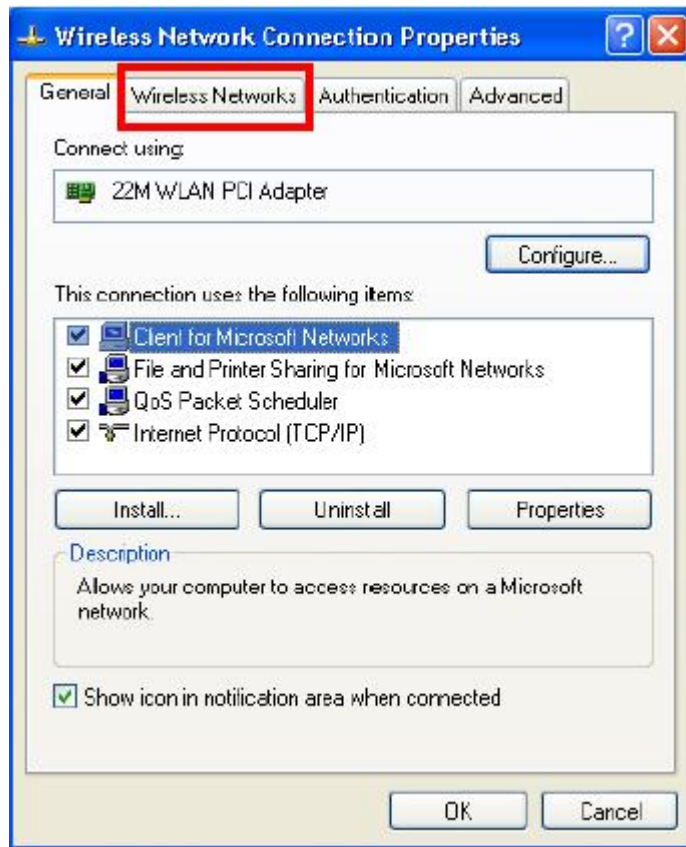 Wireless Network Connection Properties
General Wireless Networks Authentication Advanced
Connect using:
22M WLAN PCI Adapter
Configure...
This connection uses the following items:
Client for Microsoft Networks
File and Printer Sharing for Microsoft Networks
QoS Packet Scheduler
Internet Protocol (TCP/IP)
Install... Uninstall Properties
Description
Allows your computer to access resources on a Microsoft
network.
Show icon in notification area when connected
OK Cancel